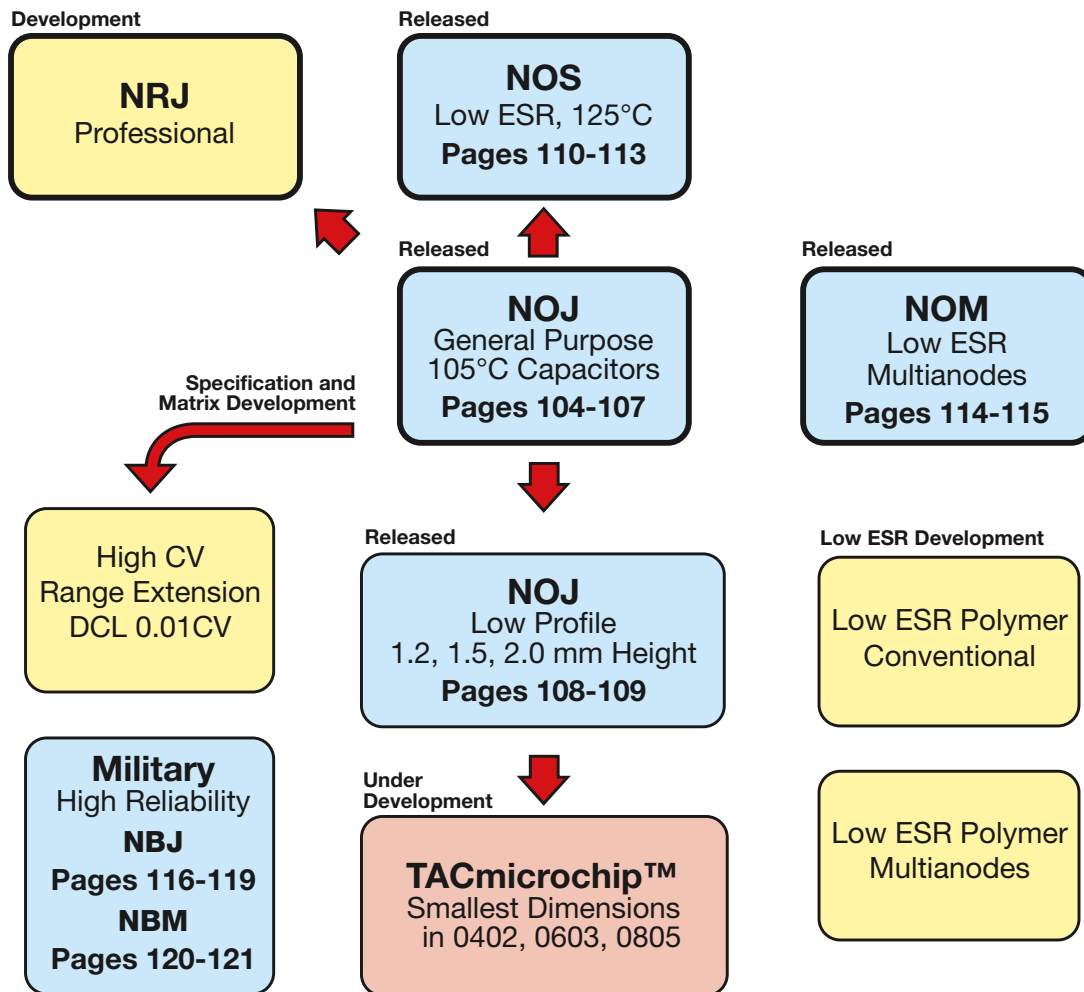 Development
NRJ
Professional
Released
NOS
Low ESR, 125°C
Pages 110-113
Released
NOJ
General Purpose
105°C Capacitors
Pages 104-107
Released
NOM
Low ESR
Multianodes
Pages 114-115
Specification and
Matrix Development
High CV
Range Extension
DCL 0.01CV
Released
NOJ
Low Profile
1.2, 1.5, 2.0 mm Height
Pages 108-109
Low ESR Development
Low ESR Polymer
Conventional
Military
High Reliability
NBJ
Pages 116-119
NBM
Pages 120-121
Under
Development
TACmicrochip™
Smallest Dimensions
in 0402, 0603, 0805
Low ESR Polymer
Multianodes